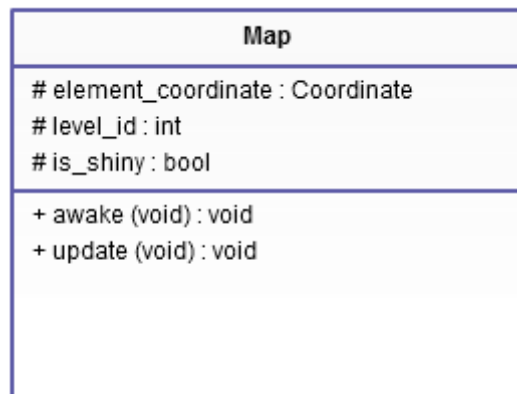 Map
# element_coordinate : Coordinate
# level_id : int
# is_shiny : bool
+ awake (void) : void
+ update (void) : void